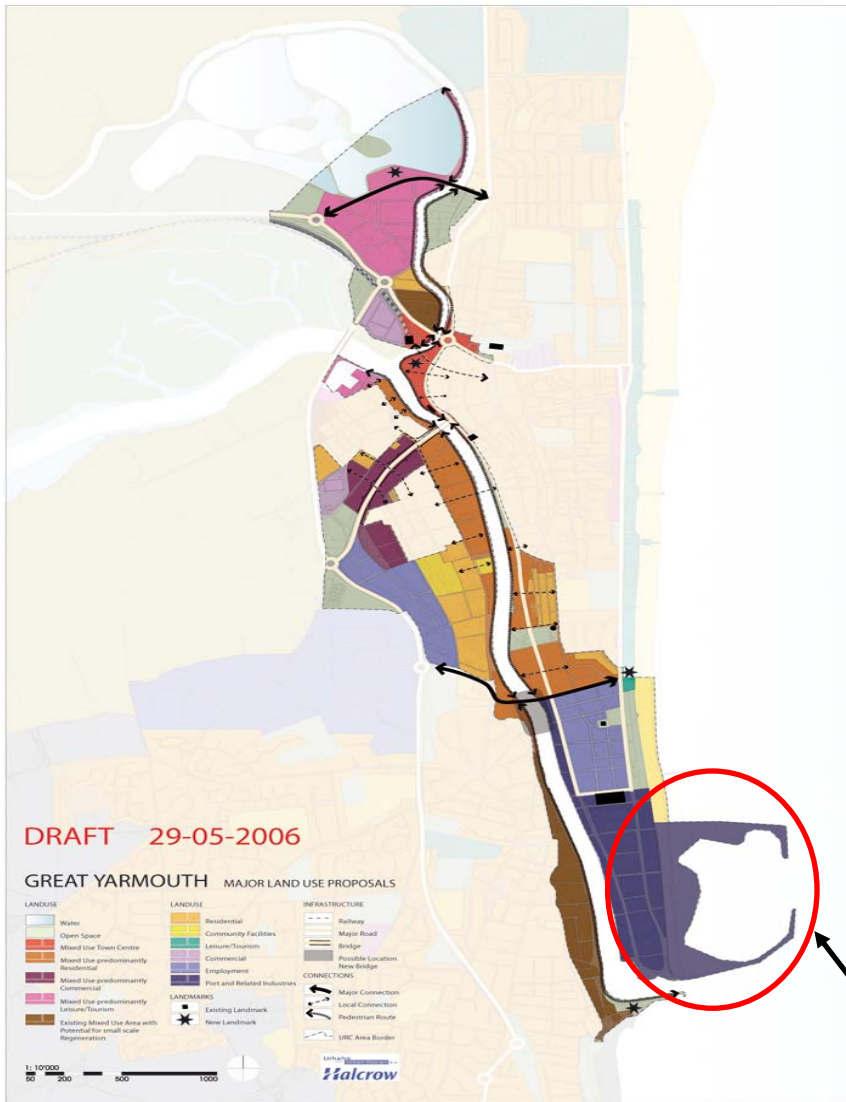 DRAFT 29-05-2006
GREAT YARMOUTH MAJOR LAND USE PROPOSALS
LANDUSE
Water
Open Space
Mixed Use Town Centre
Mixed Use predominantly
Residential
Mixed Use predominantly
Commercial
Mixed Use predominantly
Leisure/Tourism
Existing Mixed Use Area with
Potential for small scale
Regeneration
LANDUSE
Residential
Community Facilities
Leisure/Tourism
Commercial
Employment
Port and Related Industries
LANDMARKS
Existing Landmark
New Landmark
INFRASTRUCTURE
Railway
Major Road
Bridge
Possible Location
New Bridge
CONNECTIONS
Major Connection
Local Connection
Pedestrian Route
URC Area Border
1: 10'000
50 200 500 1000
Halcrow